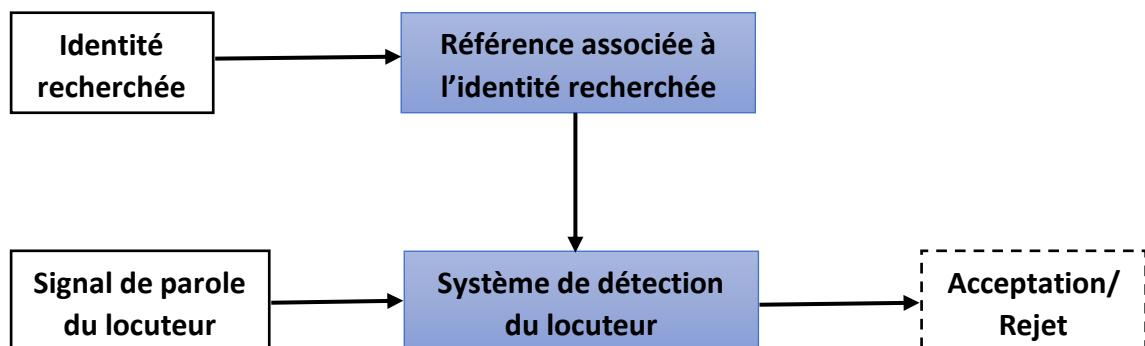 Identité
recherchée
Référence associée à
l’identité recherchée
Signal de parole
du locuteur
Système de détection
du locuteur
Acceptation/
Rejet